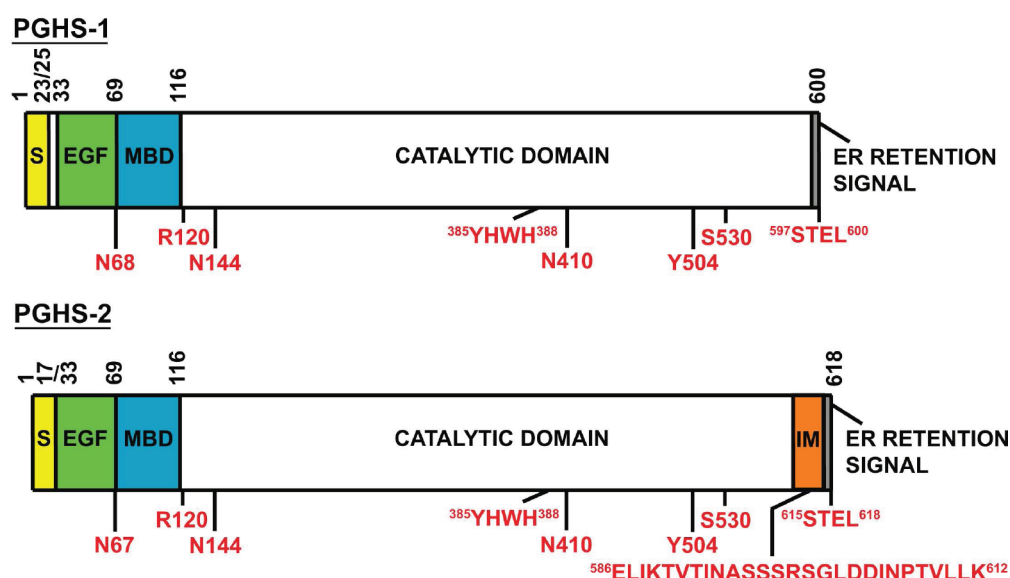 PGHS-1
1 23/25 33 69 116 600
S EGF MBD CATALYTIC DOMAIN
ER RETENTION
SIGNAL
R120 ³⁸⁵YHWH³⁸⁸ S530 ⁵⁹⁷STEL⁶⁰⁰
N68 N144 N410 Y504
PGHS-2
1 17/33 69 116 618
S EGF MBD CATALYTIC DOMAIN IM
ER RETENTION
SIGNAL
R120 ³⁸⁵YHWH³⁸⁸ S530 ⁶¹⁵STEL⁶¹⁸
N67 N144 N410 Y504
⁵⁸⁶ELIKTVTINASSSRSGLDDINPTVLLK⁶¹²